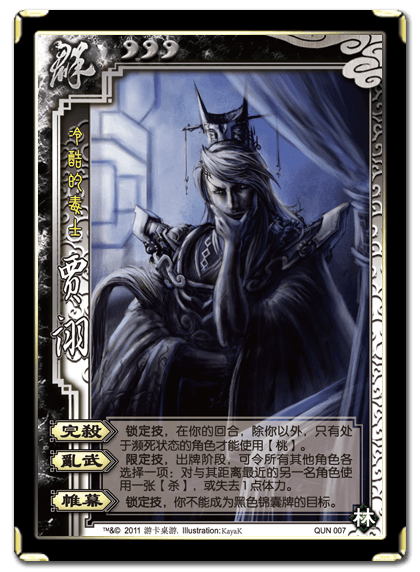 群
冷酷的毒士
贾诩
完殺 锁定技，在你的回合，除你以外，只有处
于濒死状态的角色才能使用【桃】。
亂武 限定技，出牌阶段，可令所有其他角色各
选择一项：对与其距离最近的另一名角色使
用一张【杀】，或失去1点体力。
帷幕 锁定技，你不能成为黑色锦囊牌的目标。
林
™&© 2011 游卡桌游. Illustration:KayaK QUN 007